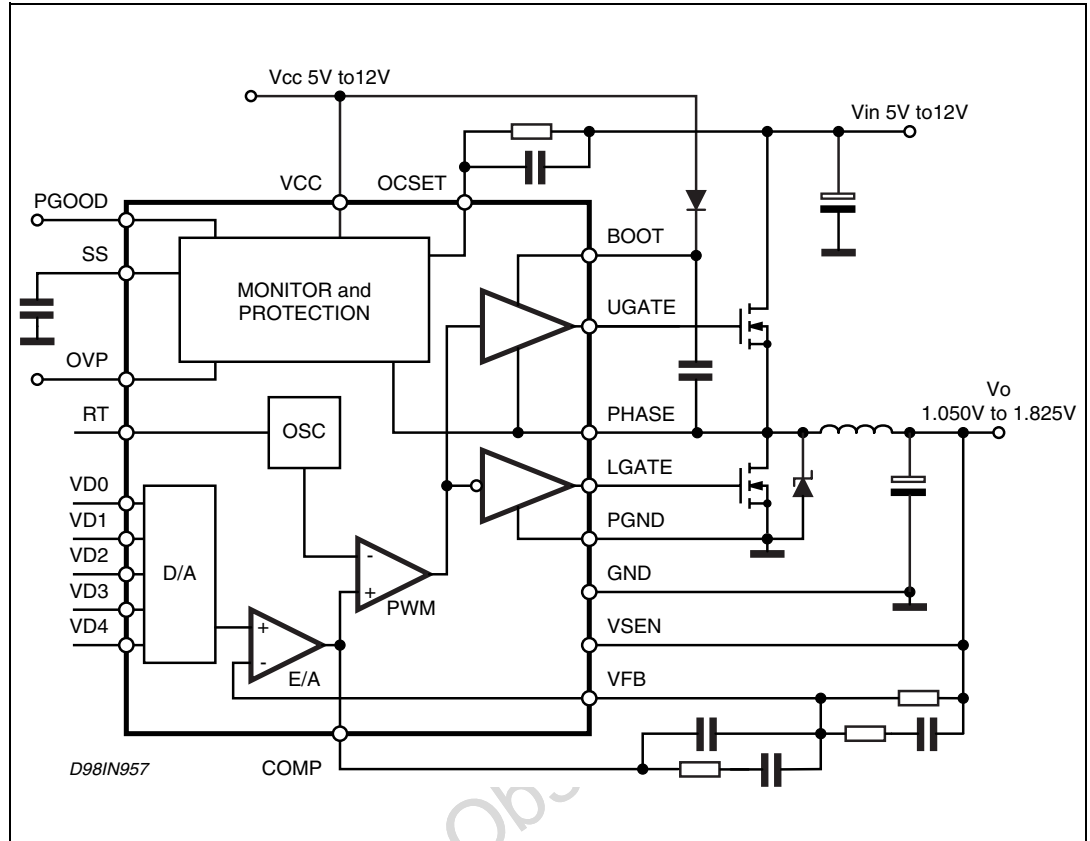 Vcc 5V to12V
Vin 5V to12V
VCC
OCSET
PGOOD
SS
MONITOR and
PROTECTION
BOOT
UGATE
OVP
RT
OSC
PHASE
Vo
1.050V to 1.825V
LGATE
VD0
VD1
VD2
VD3
VD4
D/A
PGND
-
+
PWM
GND
VSEN
+
-
E/A
VFB
D98IN957
COMP